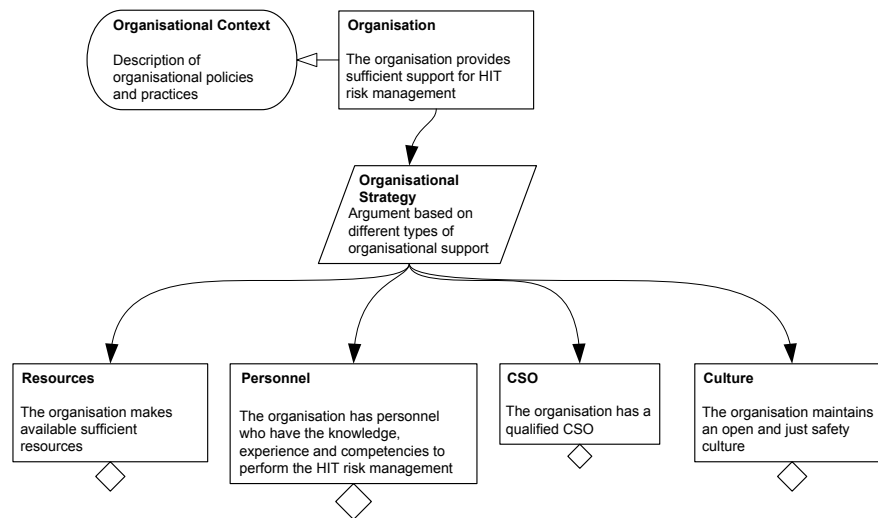 Organisational Context
Description of
organisational policies
and practices
Organisation
The organisation provides
sufficient support for HIT
risk management
Organisational
Strategy
Argument based on
different types of
organisational support
Resources
The organisation makes
available sufficient
resources
Personnel
The organisation has personnel
who have the knowledge,
experience and competencies to
perform the HIT risk management
CSO
The organisation has a
qualified CSO
Culture
The organisation maintains
an open and just safety
culture